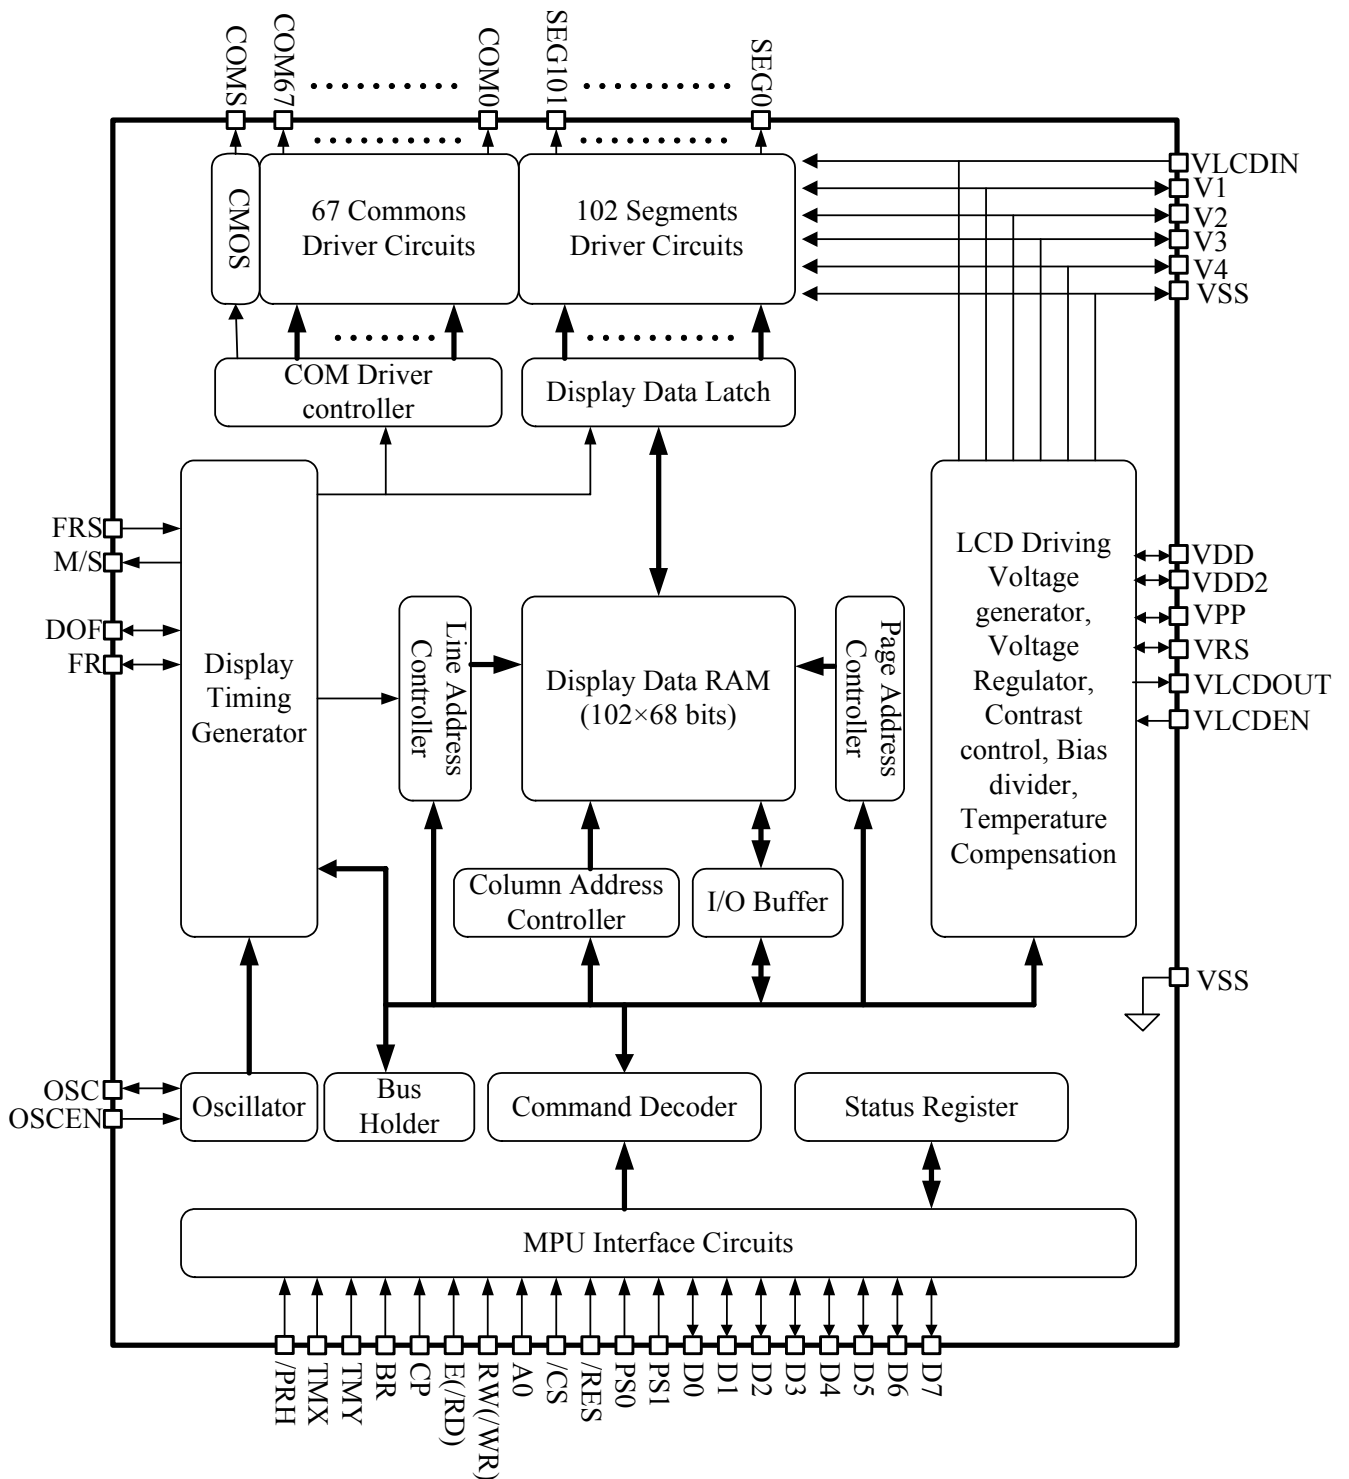 COMS
COM67
COM0
SEG101
SEG0
CMOS
67 Commons
Driver Circuits
102 Segments
Driver Circuits
VLCDIN
V1
V2
V3
V4
VSS
COM Driver
controller
Display Data Latch
FRS
M/S
DOF
FR
Display
Timing
Generator
Line Address
Controller
Display Data RAM
(102×68 bits)
Page Address
Controller
LCD Driving
Voltage
generator,
Voltage
Regulator,
Contrast
control, Bias
divider,
Temperature
Compensation
VDD
VDD2
VPP
VRS
VLCDOUT
VLCDEN
Column Address
Controller
I/O Buffer
VSS
OSC
OSCEN
Oscillator
Bus
Holder
Command Decoder
Status Register
MPU Interface Circuits
/PRH
TMX
TMY
BR
CP
E(/RD)
RW(/WR)
A0
/CS
/RES
PS0
PS1
D0
D1
D2
D3
D4
D5
D6
D7